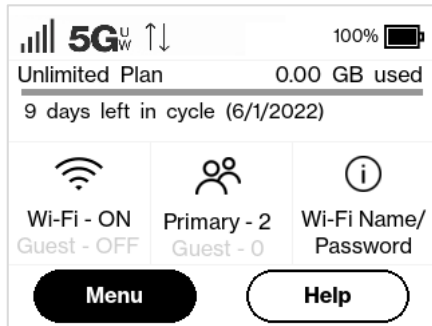 5G UW 100%
Unlimited Plan 0.00 GB used
9 days left in cycle (6/1/2022)
Wi-Fi - ON
Guest - OFF
Primary - 2
Guest - 0
Wi-Fi Name/
Password
Menu
Help